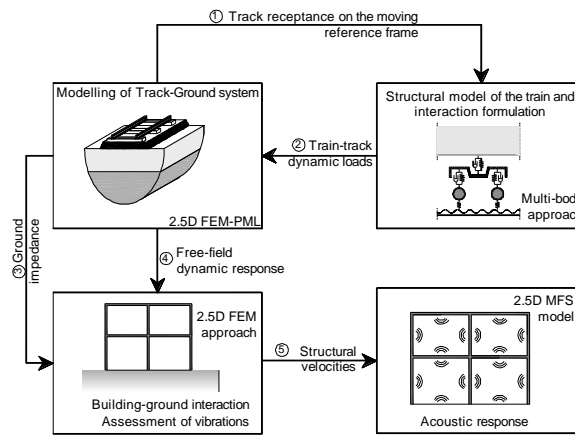 ① Track receptance on the moving
reference frame
Modelling of Track-Ground system
2.5D FEM-PML
Structural model of the train and
interaction formulation
Multi-bod
approach
② Train-track
dynamic loads
③ Ground
impedance
④ Free-field
dynamic response
2.5D FEM
approach
Building-ground interaction
Assessment of vibrations
⑤ Structural
velocities
2.5D MFS
model
Acoustic response